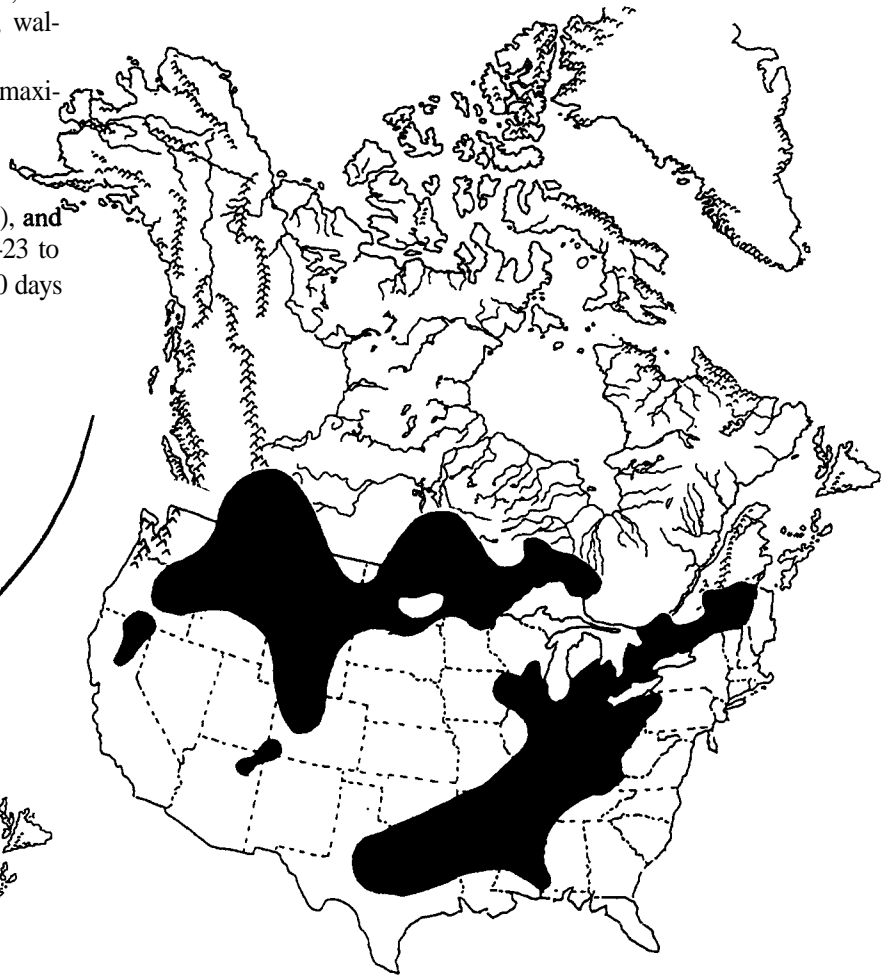 wal-
maxi-
), and
-23 to
0 days